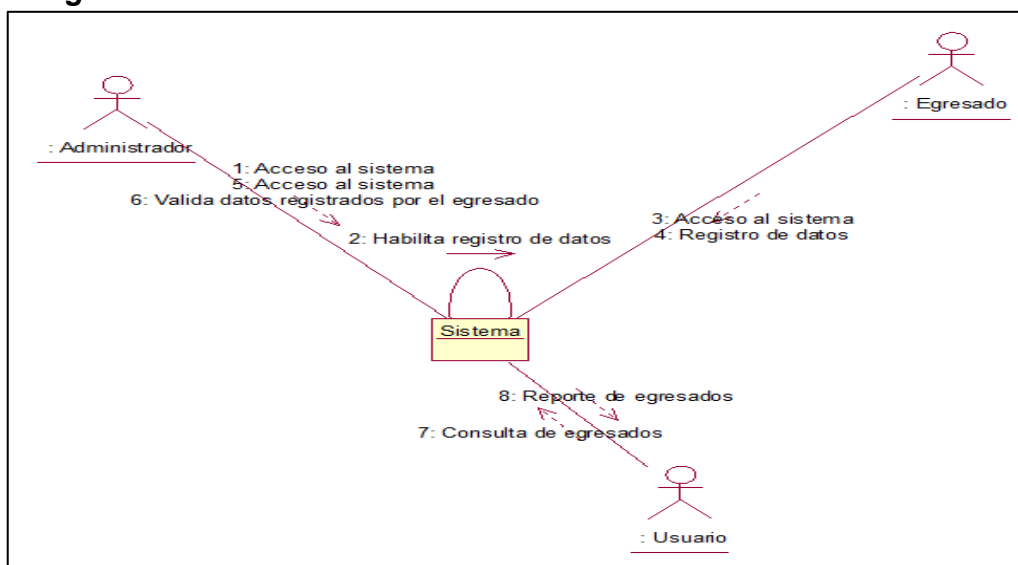 : Egresado
: Administrador
1: Acceso al sistema
5: Acceso al sistema
6: Valida datos registrados por el egresado
3: Acceso al sistema
4: Registro de datos
2: Habilita registro de datos
Sistema
8: Reporte de egresados
7: Consulta de egresados
: Usuario